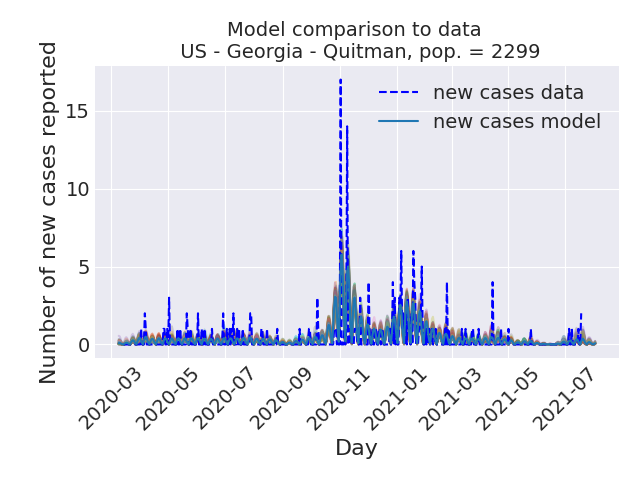 Model comparison to data
US - Georgia - Quitman, pop. = 2299
Number of new cases reported
15
10
5
0
new cases data
new cases model
2020-03
2020-05
2020-07
2020-09
2020-11
2021-01
2021-03
2021-05
2021-07
Day